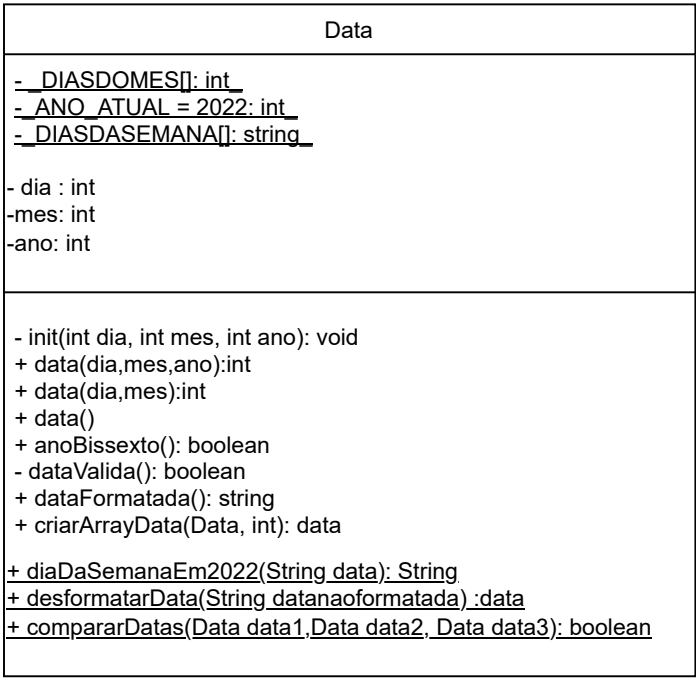 Data
- _DIASDOMES[]: int_
-_ANO_ATUAL = 2022: int_
-_DIASDASEMANA[]: string_
- dia : int
-mes: int
-ano: int
- init(int dia, int mes, int ano): void
+ data(dia,mes,ano):int
+ data(dia,mes):int
+ data()
+ anoBissexto(): boolean
- dataValida(): boolean
+ dataFormatada(): string
+ criarArrayData(Data, int): data
+ diaDaSemanaEm2022(String data): String
+ desformatarData(String datanaoformatada) :data
+ compararDatas(Data data1,Data data2, Data data3): boolean